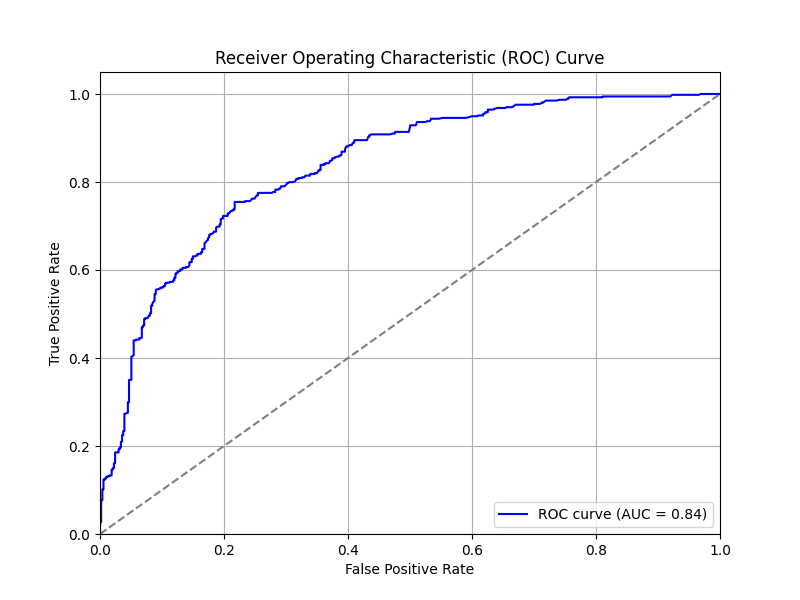 Receiver Operating Characteristic (ROC) Curve
True Positive Rate
1.0
0.8
0.6
0.4
0.2
0.0
0.0 0.2 0.4 0.6 0.8 1.0
False Positive Rate
ROC curve (AUC = 0.84)